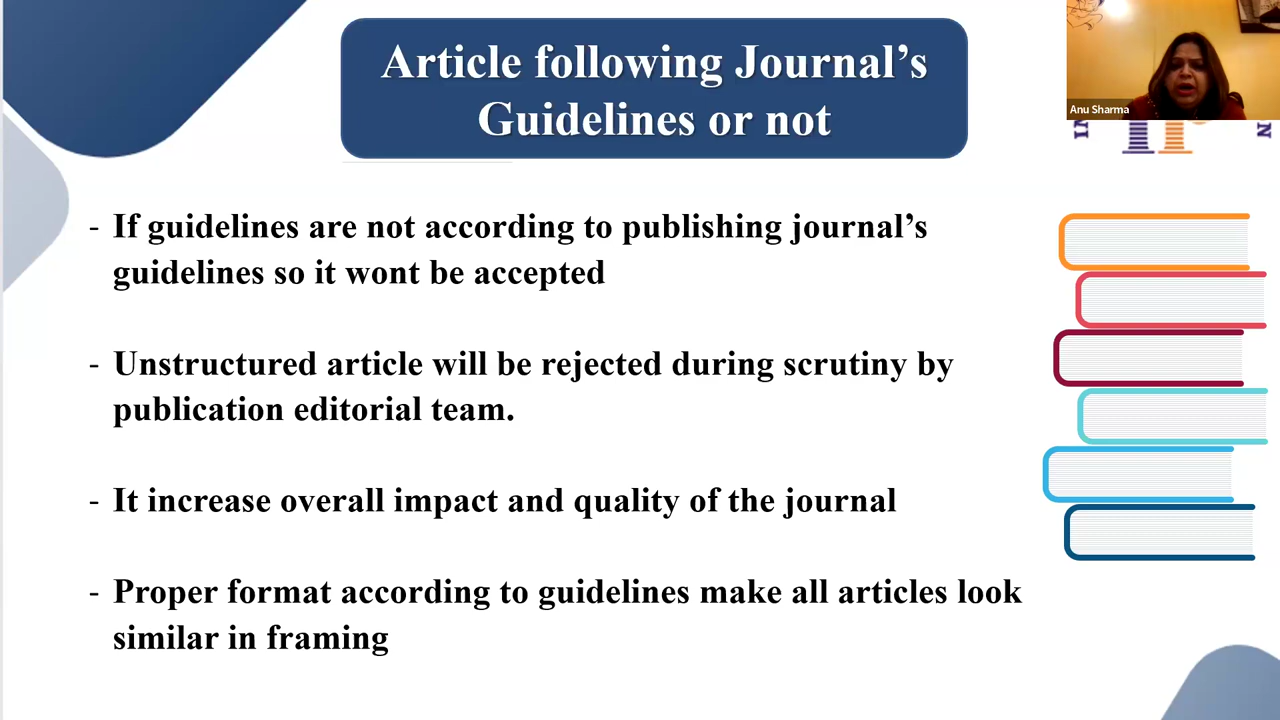 Article following Journal’s
Guidelines or not
Anu Sharma
- If guidelines are not according to publishing journal’s
guidelines so it wont be accepted
- Unstructured article will be rejected during scrutiny by
publication editorial team.
- It increase overall impact and quality of the journal
- Proper format according to guidelines make all articles look
similar in framing